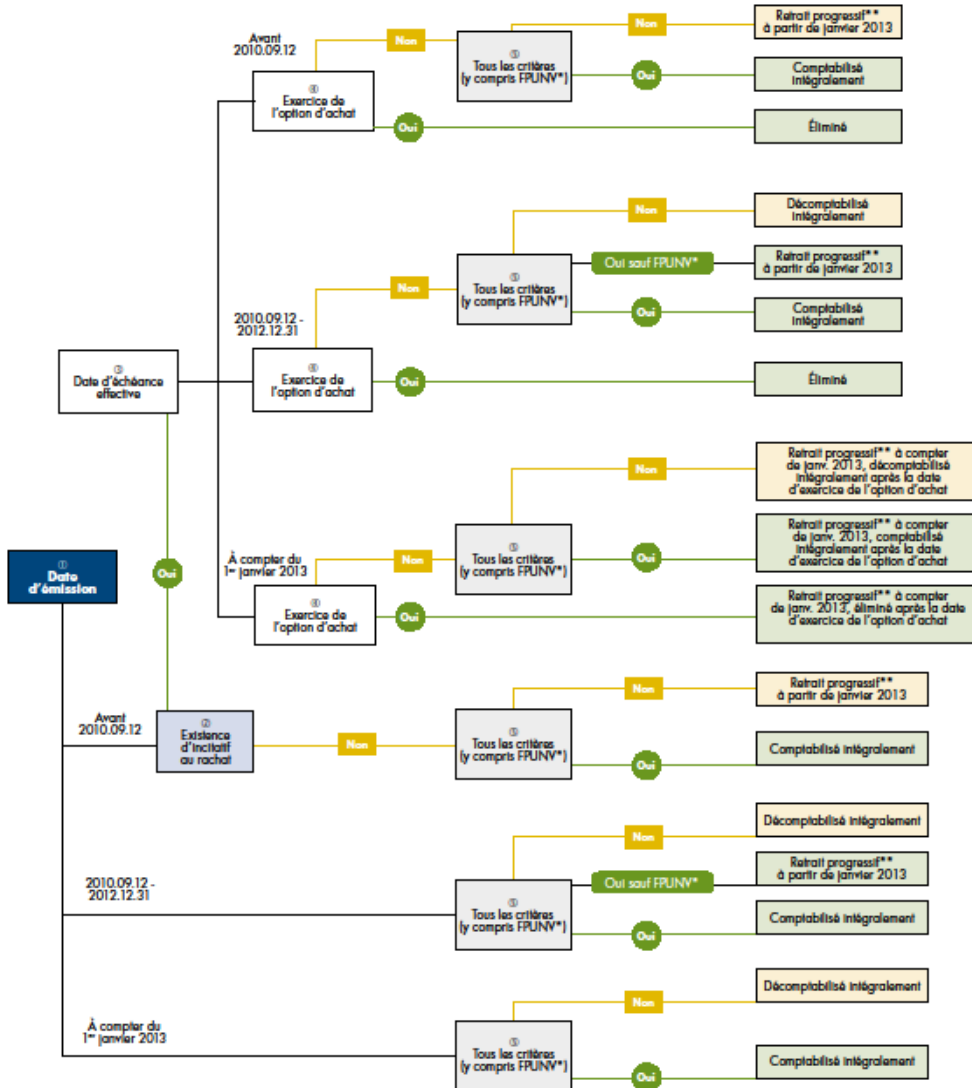 Avant
2010.09.12
Non
④
Exercice de
l'option d'achat
Oui
⑤
Tous les critères
(y compris FPUNV*)
Non
Retrait progressif**
à partir de janvier 2013
Oui
Comptabilisé
intégralement
Éliminé
2010.09.12 -
2012.12.31
Non
④
Exercice de
l'option d'achat
Oui
⑤
Tous les critères
(y compris FPUNV*)
Non
Décomptabilisé
intégralement
Oui sauf FPUNV*
Retrait progressif**
à partir de janvier 2013
Oui
Comptabilisé
intégralement
Éliminé
③
Date d'échéance
effective
Oui
À compter du
1er janvier 2013
Non
④
Exercice de
l'option d'achat
Oui
⑤
Tous les critères
(y compris FPUNV*)
Non
Retrait progressif** à compter
de janv. 2013, décomptabilisé
intégralement après la date
d'exercice de l'option d'achat
Oui
Retrait progressif** à compter
de janv. 2013, comptabilisé
intégralement après la date
d'exercice de l'option d'achat
Retrait progressif** à compter
de janv. 2013, éliminé après la date
d'exercice de l'option d'achat
①
Date
d'émission
Avant
2010.09.12
②
Existence
d'incitatif
au rachat
Non
⑤
Tous les critères
(y compris FPUNV*)
Non
Retrait progressif**
à partir de janvier 2013
Oui
Comptabilisé intégralement
2010.09.12 -
2012.12.31
⑤
Tous les critères
(y compris FPUNV*)
Non
Décomptabilisé intégralement
Oui sauf FPUNV*
Retrait progressif**
à partir de janvier 2013
Oui
Comptabilisé intégralement
À compter du
1er janvier 2013
⑤
Tous les critères
(y compris FPUNV*)
Non
Décomptabilisé intégralement
Oui
Comptabilisé intégralement